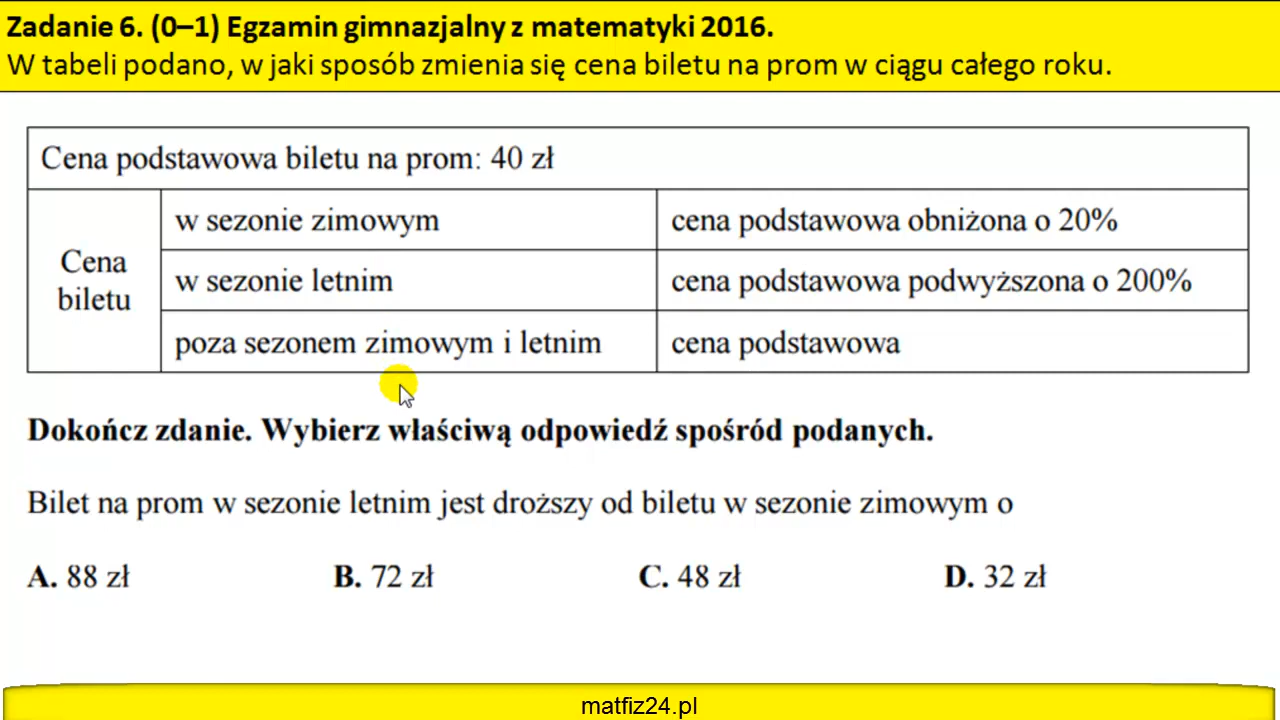 Zadanie 6. (0–1) Egzamin gimnazjalny z matematyki 2016.
W tabeli podano, w jaki sposób zmienia się cena biletu na prom w ciągu całego roku.
Cena podstawowa biletu na prom: 40 zł
Cena
biletu
w sezonie zimowym
cena podstawowa obniżona o 20%
w sezonie letnim
cena podstawowa podwyższona o 200%
poza sezonem zimowym i letnim
cena podstawowa
Dokończ zdanie. Wybierz właściwą odpowiedź spośród podanych.
Bilet na prom w sezonie letnim jest droższy od biletu w sezonie zimowym o
A. 88 zł B. 72 zł C. 48 zł D. 32 zł
matfiz24.pl